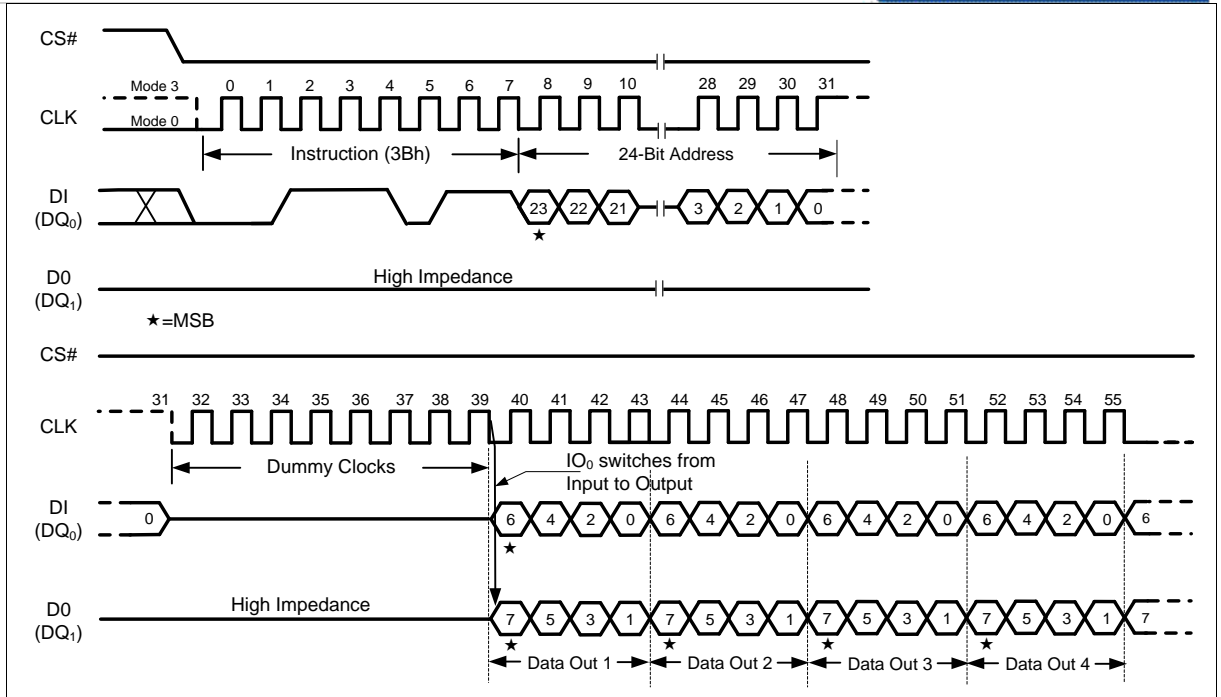 CS#
Mode 3
0 1 2 3 4 5 6 7 8 9 10 28 29 30 31
CLK
Mode 0
Instruction (3Bh)
24-Bit Address
DI
(DQ0)
23 22 21 3 2 1 0
★
D0
(DQ1)
High Impedance
★=MSB
CS#
31 32 33 34 35 36 37 38 39 40 41 42 43 44 45 46 47 48 49 50 51 52 53 54 55
CLK
Dummy Clocks
IO0 switches from
Input to Output
DI
(DQ0)
0 6 4 2 0 6 4 2 0 6 4 2 0 6 4 2 0 6
★
D0
(DQ1)
High Impedance
7 5 3 1 7 5 3 1 7 5 3 1 7 5 3 1 7
★ ★ ★ ★
Data Out 1 Data Out 2 Data Out 3 Data Out 4